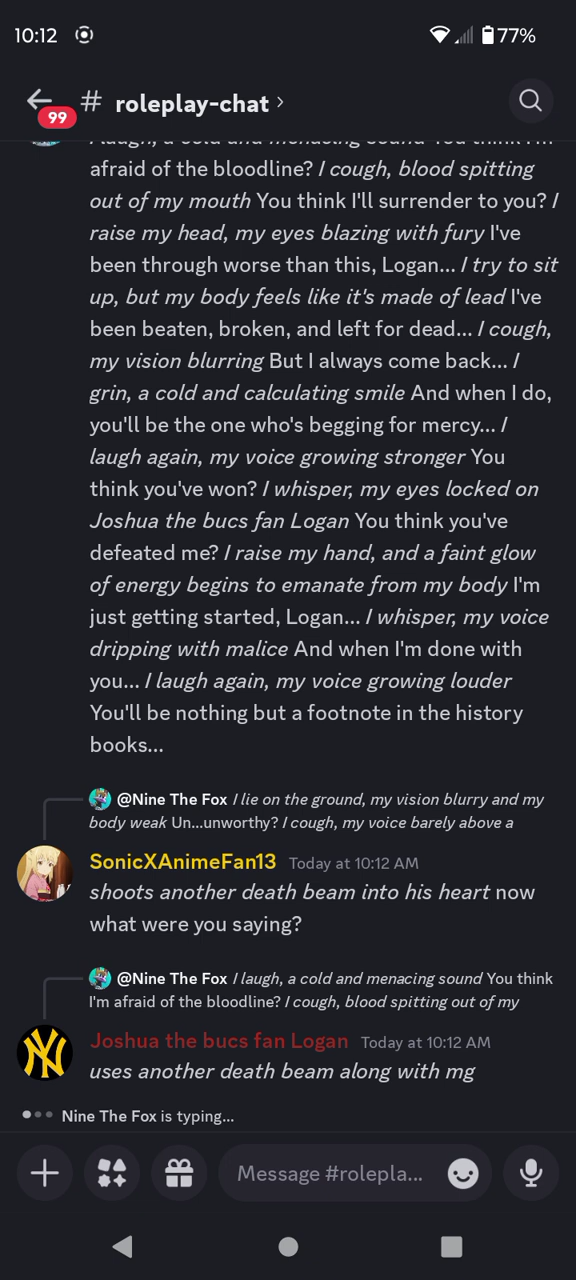 10:12
77%
99
# roleplay-chat ›
I laugh, a cold and menacing sound You think I'm
afraid of the bloodline? I cough, blood spitting
out of my mouth You think I'll surrender to you? I
raise my head, my eyes blazing with fury I've
been through worse than this, Logan... I try to sit
up, but my body feels like it's made of lead I've
been beaten, broken, and left for dead... I cough,
my vision blurring But I always come back... I
grin, a cold and calculating smile And when I do,
you'll be the one who's begging for mercy... I
laugh again, my voice growing stronger You
think you've won? I whisper, my eyes locked on
Joshua the bucs fan Logan You think you've
defeated me? I raise my hand, and a faint glow
of energy begins to emanate from my body I'm
just getting started, Logan... I whisper, my voice
dripping with malice And when I'm done with
you... I laugh again, my voice growing louder
You'll be nothing but a footnote in the history
books...
@Nine The Fox I lie on the ground, my vision blurry and my
body weak Un...unworthy? I cough, my voice barely above a
SonicXAnimeFan13 Today at 10:12 AM
shoots another death beam into his heart now
what were you saying?
@Nine The Fox I laugh, a cold and menacing sound You think
I'm afraid of the bloodline? I cough, blood spitting out of my
Joshua the bucs fan Logan Today at 10:12 AM
uses another death beam along with mg
Nine The Fox is typing...
Message #rolepla...